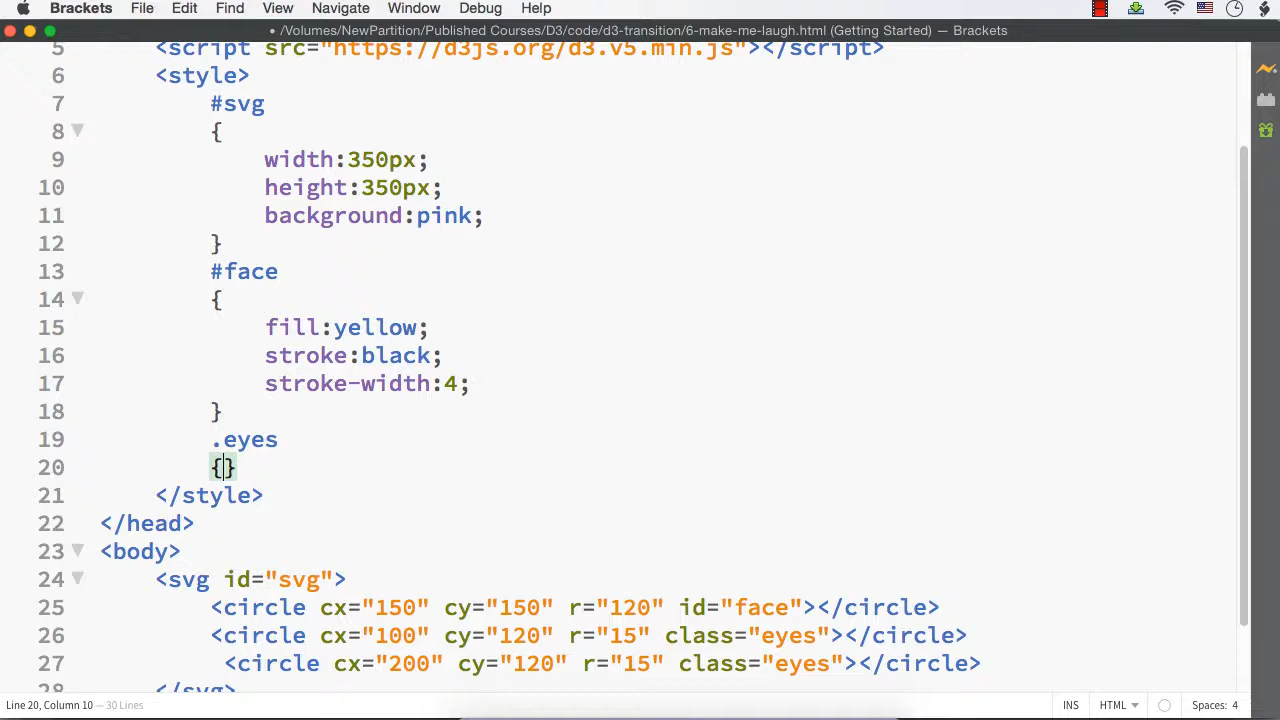 Brackets File Edit Find View Navigate Window Debug Help
• /Volumes/NewPartition/Published Courses/D3/code/d3-transition/6-make-me-laugh.html (Getting Started) — Brackets
5 <script src="https://d3js.org/d3.v5.min.js"></script>
6 <style>
7 #svg
8 {
9 width:350px;
10 height:350px;
11 background:pink;
12 }
13 #face
14 {
15 fill:yellow;
16 stroke:black;
17 stroke-width:4;
18 }
19 .eyes
20 {}
21 </style>
22 </head>
23 <body>
24 <svg id="svg">
25 <circle cx="150" cy="150" r="120" id="face"></circle>
26 <circle cx="100" cy="120" r="15" class="eyes"></circle>
27 <circle cx="200" cy="120" r="15" class="eyes"></circle>
28 </svg>
Line 20, Column 10 — 30 Lines INS HTML Spaces: 4